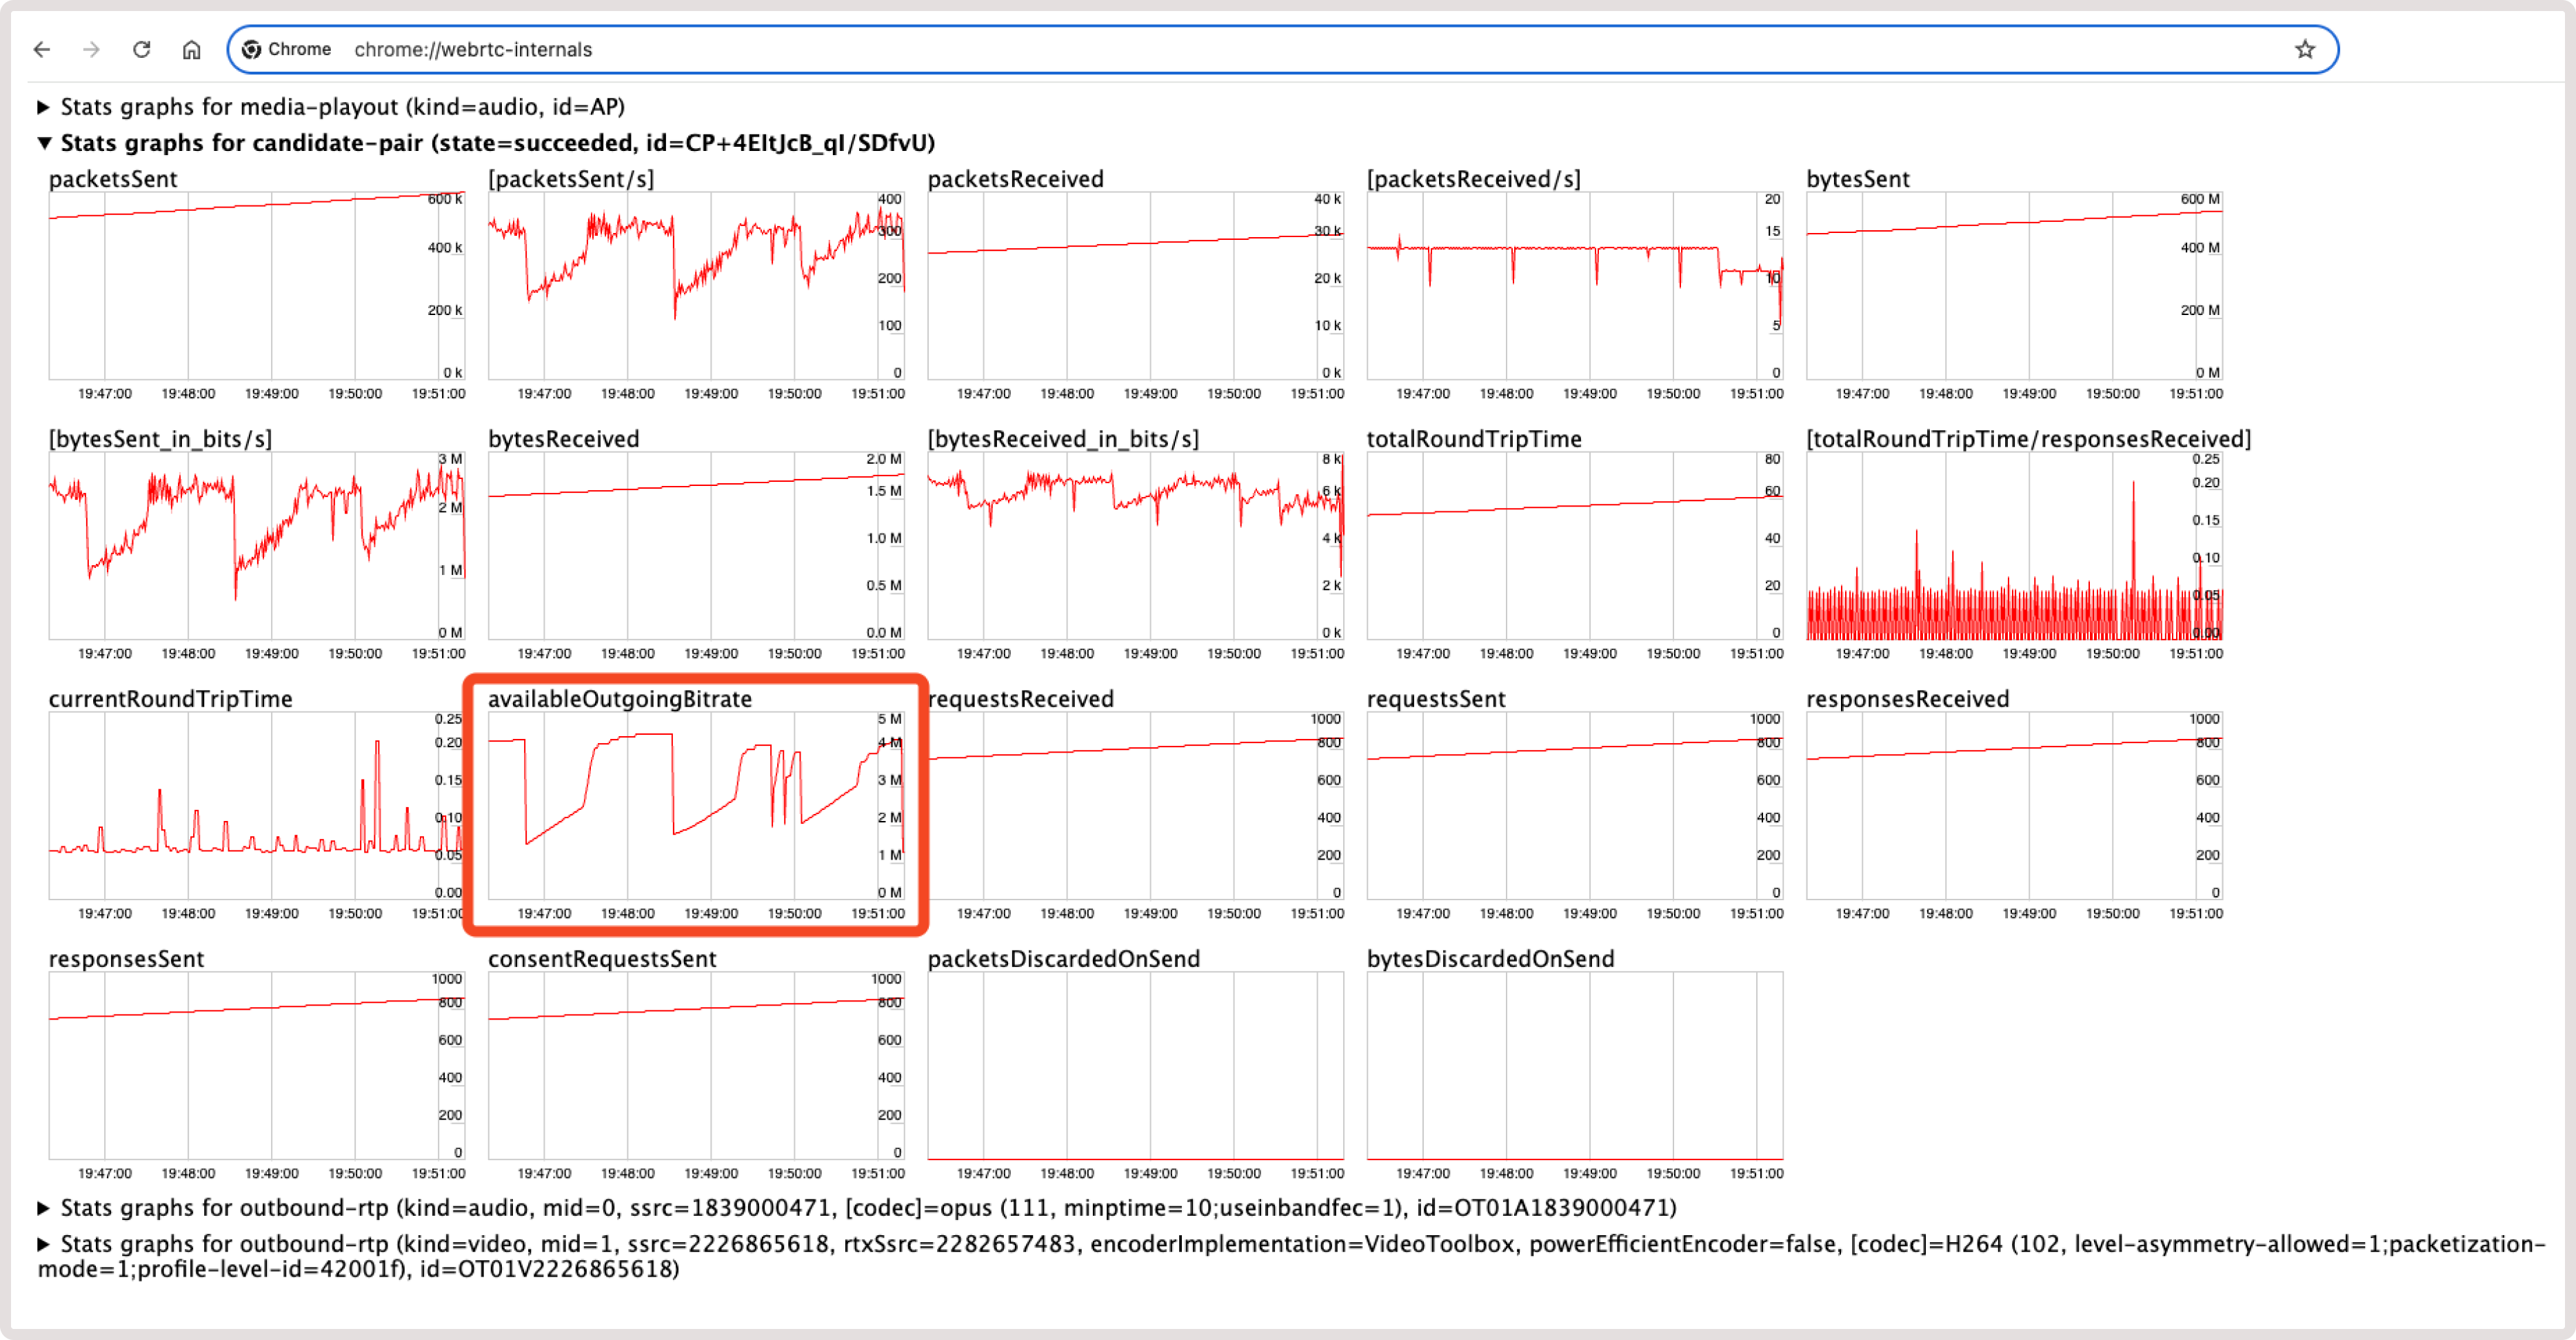 Chrome chrome://webrtc-internals
▶ Stats graphs for media-playout (kind=audio, id=AP)
▼ Stats graphs for candidate-pair (state=succeeded, id=CP+4EItJcB_qI/SDfvU)
packetsSent
600 k
400 k
200 k
0 k
19:47:00 19:48:00 19:49:00 19:50:00 19:51:00
[packetsSent/s]
400
300
200
100
0
19:47:00 19:48:00 19:49:00 19:50:00 19:51:00
packetsReceived
40 k
30 k
20 k
10 k
0 k
19:47:00 19:48:00 19:49:00 19:50:00 19:51:00
[packetsReceived/s]
20
15
10
5
0
19:47:00 19:48:00 19:49:00 19:50:00 19:51:00
bytesSent
600 M
400 M
200 M
0 M
19:47:00 19:48:00 19:49:00 19:50:00 19:51:00
[bytesSent_in_bits/s]
3 M
2 M
1 M
0 M
19:47:00 19:48:00 19:49:00 19:50:00 19:51:00
bytesReceived
2.0 M
1.5 M
1.0 M
0.5 M
0.0 M
19:47:00 19:48:00 19:49:00 19:50:00 19:51:00
[bytesReceived_in_bits/s]
8 k
6 k
4 k
2 k
0 k
19:47:00 19:48:00 19:49:00 19:50:00 19:51:00
totalRoundTripTime
80
60
40
20
0
19:47:00 19:48:00 19:49:00 19:50:00 19:51:00
[totalRoundTripTime/responsesReceived]
0.25
0.20
0.15
0.10
0.05
0.00
19:47:00 19:48:00 19:49:00 19:50:00 19:51:00
currentRoundTripTime
0.25
0.20
0.15
0.10
0.05
0.00
19:47:00 19:48:00 19:49:00 19:50:00 19:51:00
availableOutgoingBitrate
5 M
4 M
3 M
2 M
1 M
0 M
19:47:00 19:48:00 19:49:00 19:50:00 19:51:00
requestsReceived
1000
800
600
400
200
0
19:47:00 19:48:00 19:49:00 19:50:00 19:51:00
requestsSent
1000
800
600
400
200
0
19:47:00 19:48:00 19:49:00 19:50:00 19:51:00
responsesReceived
1000
800
600
400
200
0
19:47:00 19:48:00 19:49:00 19:50:00 19:51:00
responsesSent
1000
800
600
400
200
0
19:47:00 19:48:00 19:49:00 19:50:00 19:51:00
consentRequestsSent
1000
800
600
400
200
0
19:47:00 19:48:00 19:49:00 19:50:00 19:51:00
packetsDiscardedOnSend
19:47:00 19:48:00 19:49:00 19:50:00 19:51:00
bytesDiscardedOnSend
19:47:00 19:48:00 19:49:00 19:50:00 19:51:00
▶ Stats graphs for outbound-rtp (kind=audio, mid=0, ssrc=1839000471, [codec]=opus (111, minptime=10;useinbandfec=1), id=OT01A1839000471)
▶ Stats graphs for outbound-rtp (kind=video, mid=1, ssrc=2226865618, rtxSsrc=2282657483, encoderImplementation=VideoToolbox, powerEfficientEncoder=false, [codec]=H264 (102, level-asymmetry-allowed=1;packetization-
mode=1;profile-level-id=42001f), id=OT01V2226865618)